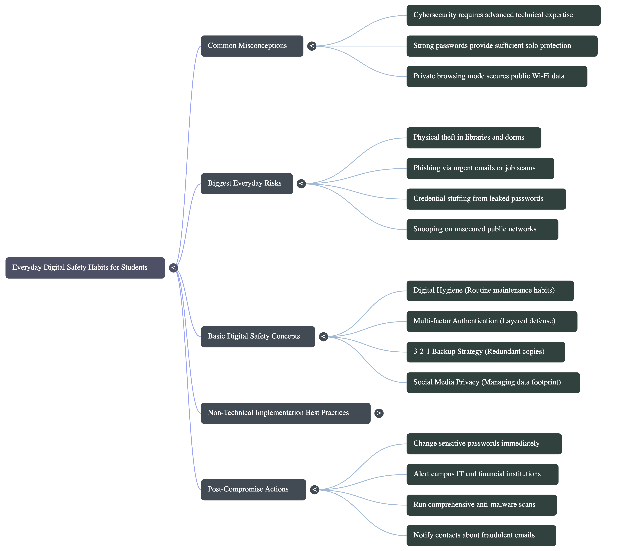 Everyday Digital Safety Habits for Students
Common Misconceptions
Cybersecurity requires advanced technical expertise
Strong passwords provide sufficient solo protection
Private browsing mode secures public Wi-Fi data
Biggest Everyday Risks
Physical theft in libraries and dorms
Phishing via urgent emails or job scams
Credential stuffing from leaked passwords
Snooping on unsecured public networks
Basic Digital Safety Concepts
Digital Hygiene (Routine maintenance habits)
Multi-factor Authentication (Layered defense)
3-2-1 Backup Strategy (Redundant copies)
Social Media Privacy (Managing data footprint)
Non-Technical Implementation Best Practices
Post-Compromise Actions
Change sensitive passwords immediately
Alert campus IT and financial institutions
Run comprehensive anti-malware scans
Notify contacts about fraudulent emails